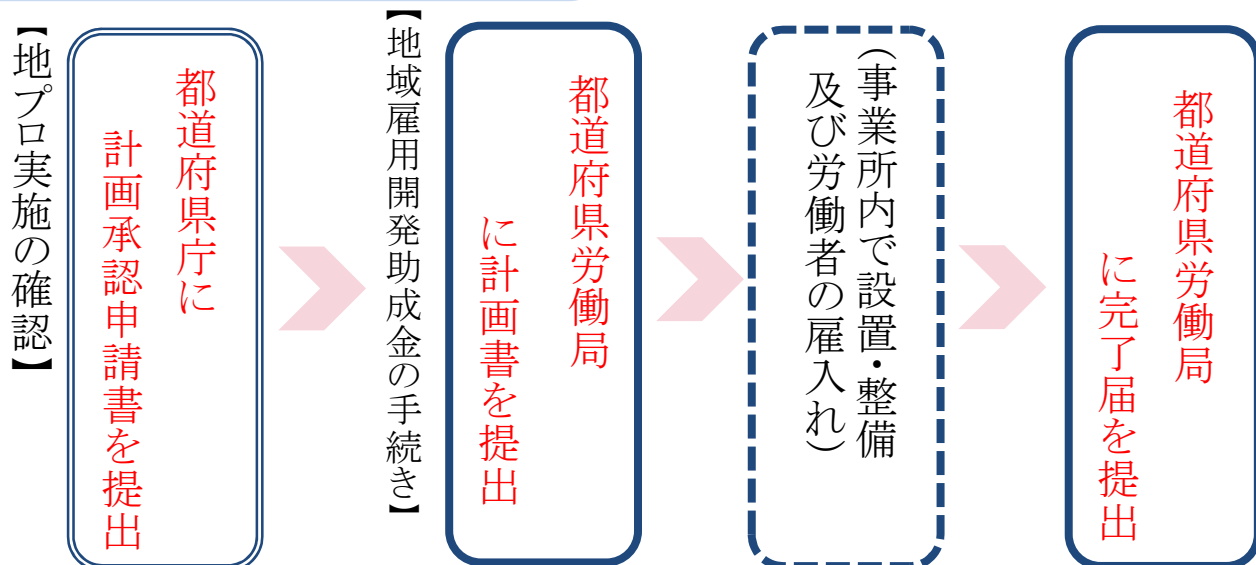 【地プロ実施の確認】
都道府県庁に
計画承認申請書を提出
【地域雇用開発助成金の手続き】
都道府県労働局
に計画書を提出
（事業所内で設置・整備
及び労働者の雇入れ）
都道府県労働局
に完了届を提出